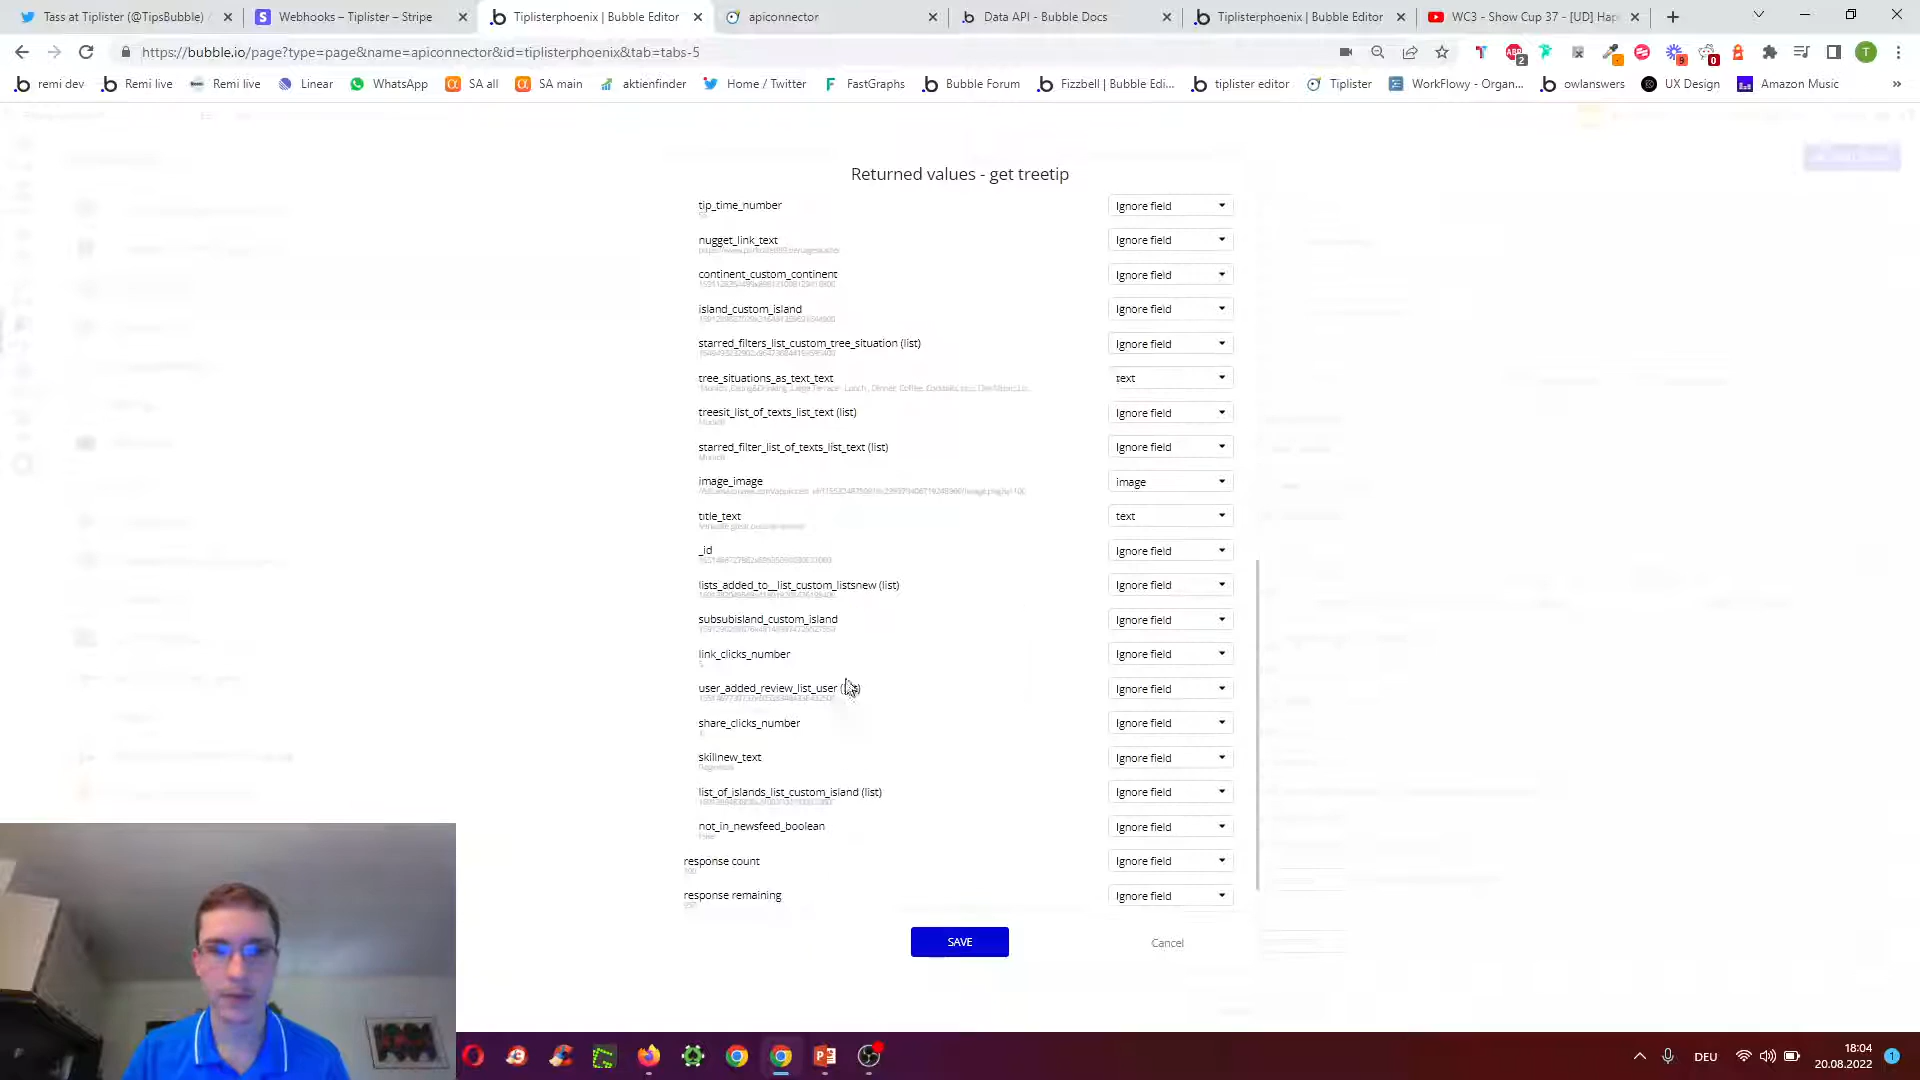 Tass at Tiplister (@TipsBubble)
Webhooks – Tiplister – Stripe
Tiplisterphoenix | Bubble Editor
apiconnector
Data API - Bubble Docs
Tiplisterphoenix | Bubble Editor
WC3 - Show Cup 37 - [UD] Hap
https://bubble.io/page?type=page&name=apiconnector&id=tiplisterphoenix&tab=tabs-5
remi dev
Remi live
Remi live
Linear
WhatsApp
SA all
SA main
aktienfinder
Home / Twitter
FastGraphs
Bubble Forum
Fizzbell | Bubble Edi...
tiplister editor
Tiplister
WorkFlowy - Organ...
owlanswers
UX Design
Amazon Music
Returned values - get treetip
tip_time_number
Ignore field
nugget_link_text
Ignore field
continent_custom_continent
Ignore field
island_custom_island
Ignore field
starred_filters_list_custom_tree_situation (list)
Ignore field
tree_situations_as_text_text
text
treesit_list_of_texts_list_text (list)
Ignore field
starred_filter_list_of_texts_list_text (list)
Ignore field
image_image
image
title_text
text
_id
Ignore field
lists_added_to__list_custom_listsnew (list)
Ignore field
subsubisland_custom_island
Ignore field
link_clicks_number
Ignore field
user_added_review_list_user
Ignore field
share_clicks_number
Ignore field
skillnew_text
Ignore field
list_of_islands_list_custom_island (list)
Ignore field
not_in_newsfeed_boolean
Ignore field
response count
Ignore field
response remaining
Ignore field
SAVE
Cancel
DEU
18:04
20.08.2022